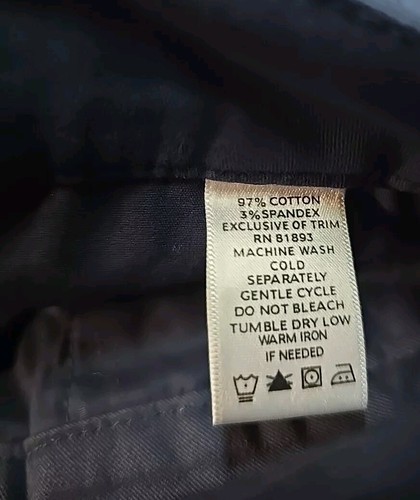 97% COTTON
3% SPANDEX
EXCLUSIVE OF TRIM
RN 81893
MACHINE WASH
COLD
SEPARATELY
GENTLE CYCLE
DO NOT BLEACH
TUMBLE DRY LOW
WARM IRON
IF NEEDED